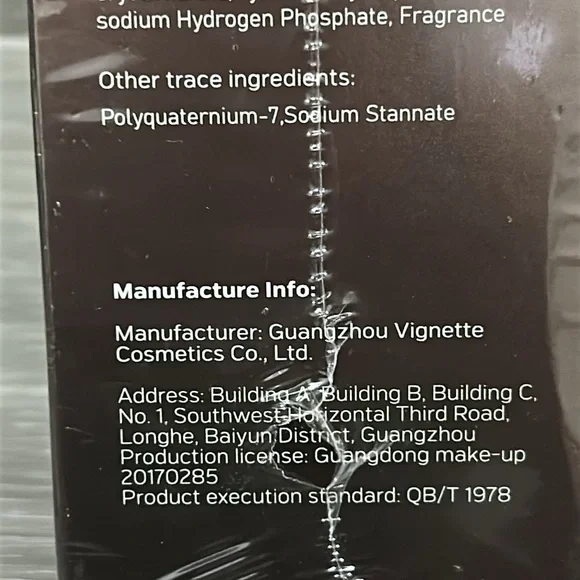 sodium Hydrogen Phosphate, Fragrance
Other trace ingredients:
Polyquaternium-7,Sodium Stannate
Manufacture Info:
Manufacturer: Guangzhou Vignette
Cosmetics Co., Ltd.
Address: Building A, Building B, Building C,
No. 1, Southwest Horizontal Third Road,
Longhe, Baiyun District, Guangzhou
Production license: Guangdong make-up
20170285
Product execution standard: QB/T 1978